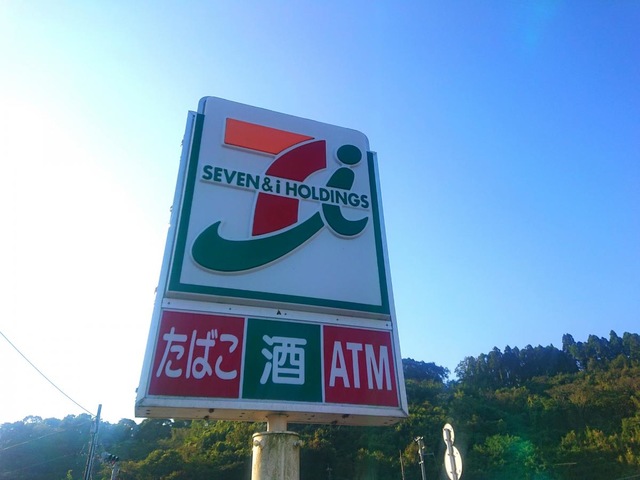 SEVEN&i HOLDINGS
たばこ 酒 ATM